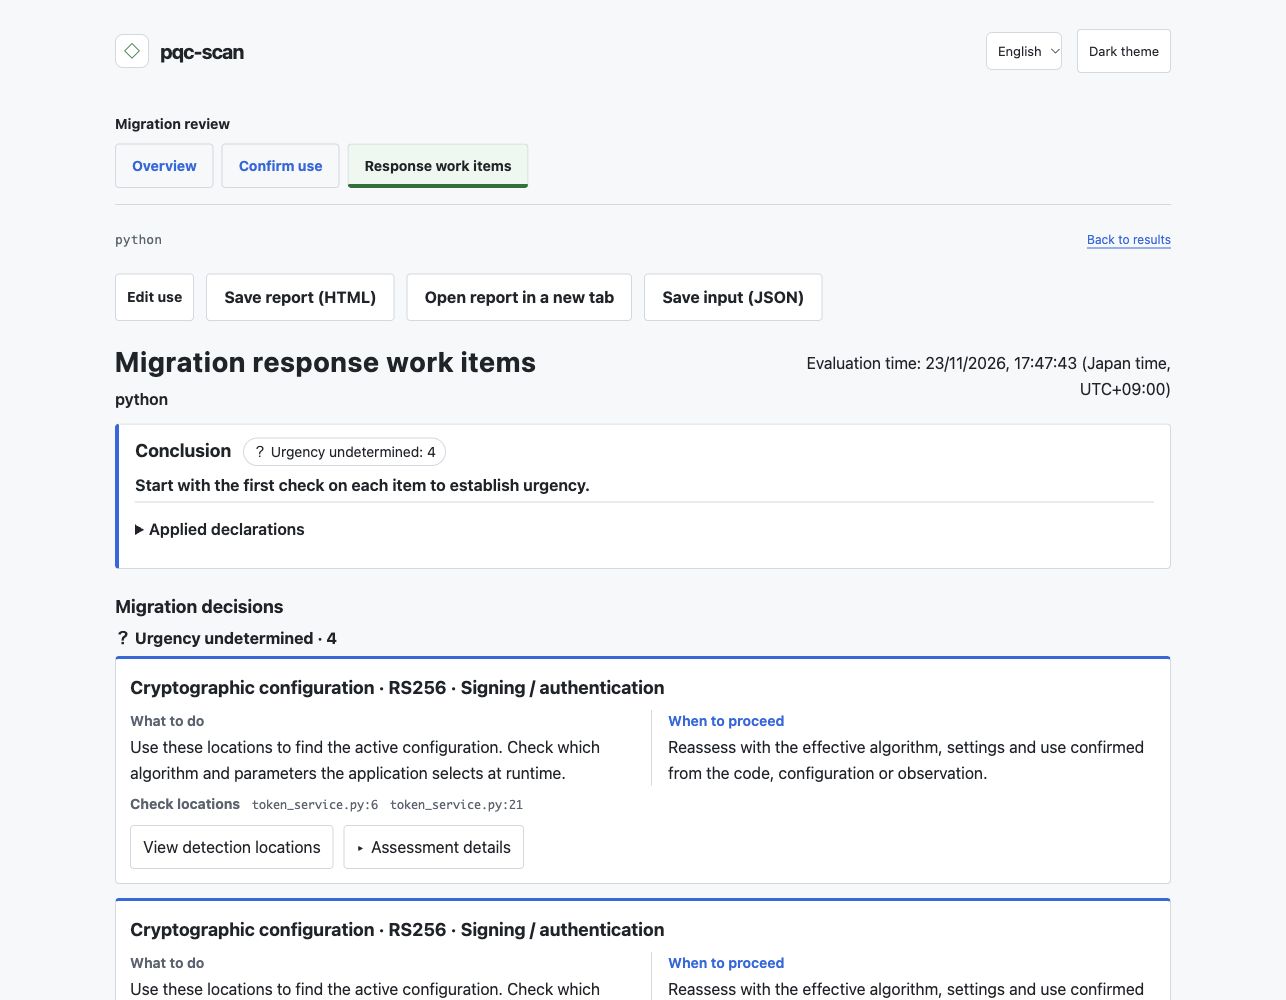 pqc-scan
English
Dark theme
Migration review
Overview
Confirm use
Response work items
python
Back to results
Edit use
Save report (HTML)
Open report in a new tab
Save input (JSON)
Migration response work items
Evaluation time: 23/11/2026, 17:47:43 (Japan time,
UTC+09:00)
python
Conclusion
? Urgency undetermined: 4
Start with the first check on each item to establish urgency.
▶ Applied declarations
Migration decisions
? Urgency undetermined · 4
Cryptographic configuration · RS256 · Signing / authentication
What to do
Use these locations to find the active configuration. Check which
algorithm and parameters the application selects at runtime.
When to proceed
Reassess with the effective algorithm, settings and use confirmed
from the code, configuration or observation.
Check locations token_service.py:6 token_service.py:21
View detection locations
▸ Assessment details
Cryptographic configuration · RS256 · Signing / authentication
What to do
Use these locations to find the active configuration. Check which
When to proceed
Reassess with the effective algorithm, settings and use confirmed